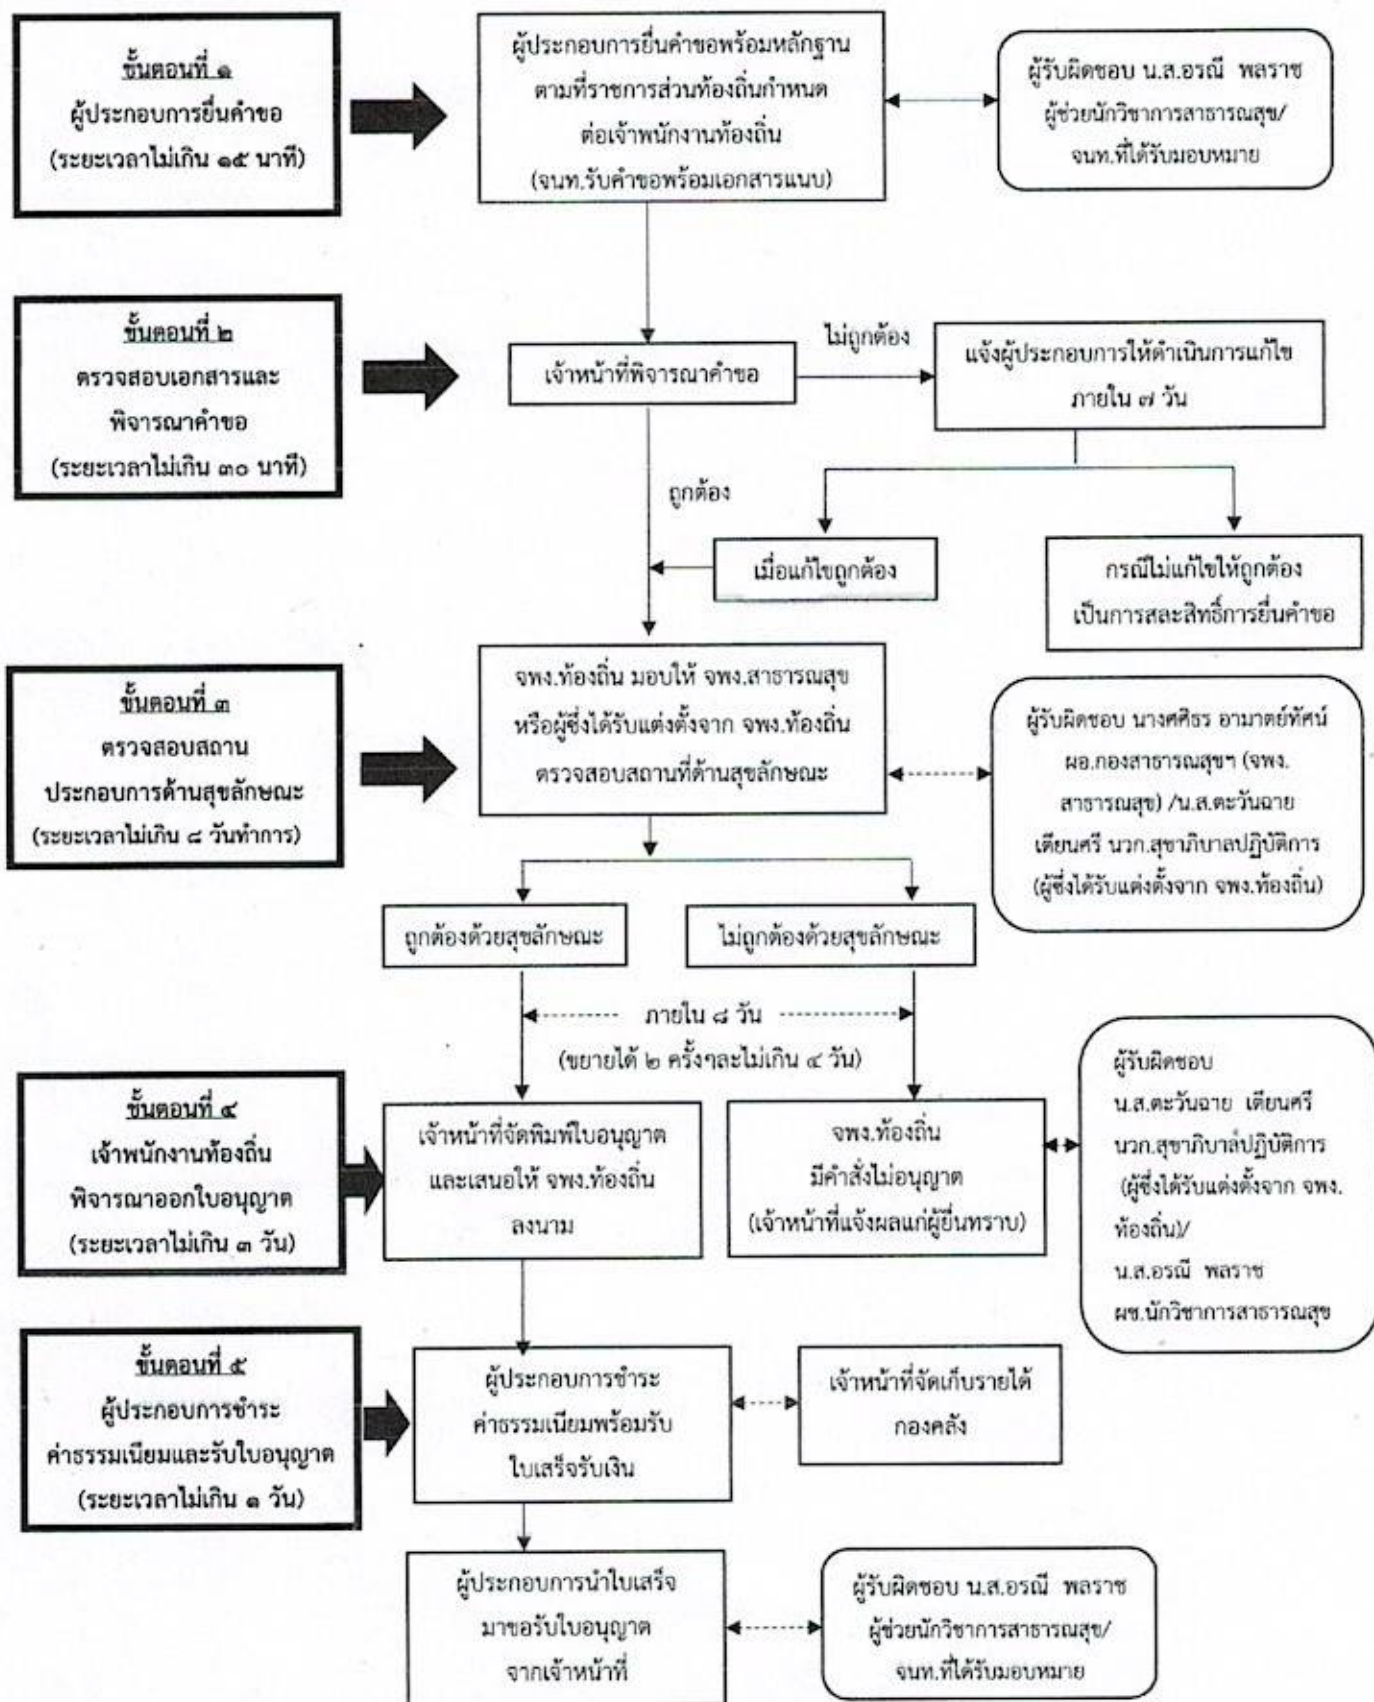 ขั้นตอนที่ ๑
ผู้ประกอบการยื่นคำขอ
(ระยะเวลาไม่เกิน ๑๕ นาที)
ผู้ประกอบการยื่นคำขอพร้อมหลักฐาน
ตามที่ราชการส่วนท้องถิ่นกำหนด
ต่อเจ้าพนักงานท้องถิ่น
(จนท.รับคำขอพร้อมเอกสารแนบ)
ผู้รับผิดชอบ น.ส.อรณี พลราช
ผู้ช่วยนักวิชาการสาธารณสุข/
จนท.ที่ได้รับมอบหมาย
ขั้นตอนที่ ๒
ตรวจสอบเอกสารและ
พิจารณาคำขอ
(ระยะเวลาไม่เกิน ๓๐ นาที)
เจ้าหน้าที่พิจารณาคำขอ
ไม่ถูกต้อง
แจ้งผู้ประกอบการให้ดำเนินการแก้ไข
ภายใน ๗ วัน
ถูกต้อง
เมื่อแก้ไขถูกต้อง
กรณีไม่แก้ไขให้ถูกต้อง
เป็นการสละสิทธิ์การยื่นคำขอ
ขั้นตอนที่ ๓
ตรวจสอบสถาน
ประกอบการด้านสุขลักษณะ
(ระยะเวลาไม่เกิน ๘ วันทำการ)
จพง.ท้องถิ่น มอบให้ จพง.สาธารณสุข
หรือผู้ซึ่งได้รับแต่งตั้งจาก จพง.ท้องถิ่น
ตรวจสอบสถานที่ด้านสุขลักษณะ
ผู้รับผิดชอบ นางศศิธร อามาตย์ทัศน์
ผอ.กองสาธารณสุขฯ (จพง.
สาธารณสุข) /น.ส.ตะวันฉาย
เตียนศรี นวก.สุขาภิบาลปฏิบัติการ
(ผู้ซึ่งได้รับแต่งตั้งจาก จพง.ท้องถิ่น)
ถูกต้องด้วยสุขลักษณะ
ไม่ถูกต้องด้วยสุขลักษณะ
ภายใน ๘ วัน
(ขยายได้ ๒ ครั้งๆละไม่เกิน ๔ วัน)
ขั้นตอนที่ ๔
เจ้าพนักงานท้องถิ่น
พิจารณาออกใบอนุญาต
(ระยะเวลาไม่เกิน ๓ วัน)
เจ้าหน้าที่จัดพิมพ์ใบอนุญาต
และเสนอให้ จพง.ท้องถิ่น
ลงนาม
จพง.ท้องถิ่น
มีคำสั่งไม่อนุญาต
(เจ้าหน้าที่แจ้งผลแก่ผู้ยื่นทราบ)
ผู้รับผิดชอบ
น.ส.ตะวันฉาย เตียนศรี
นวก.สุขาภิบาลปฏิบัติการ
(ผู้ซึ่งได้รับแต่งตั้งจาก จพง.
ท้องถิ่น)/
น.ส.อรณี พลราช
ผช.นักวิชาการสาธารณสุข
ขั้นตอนที่ ๕
ผู้ประกอบการชำระ
ค่าธรรมเนียมและรับใบอนุญาต
(ระยะเวลาไม่เกิน ๑ วัน)
ผู้ประกอบการชำระ
ค่าธรรมเนียมพร้อมรับ
ใบเสร็จรับเงิน
เจ้าหน้าที่จัดเก็บรายได้
กองคลัง
ผู้ประกอบการนำใบเสร็จ
มาขอรับใบอนุญาต
จากเจ้าหน้าที่
ผู้รับผิดชอบ น.ส.อรณี พลราช
ผู้ช่วยนักวิชาการสาธารณสุข/
จนท.ที่ได้รับมอบหมาย